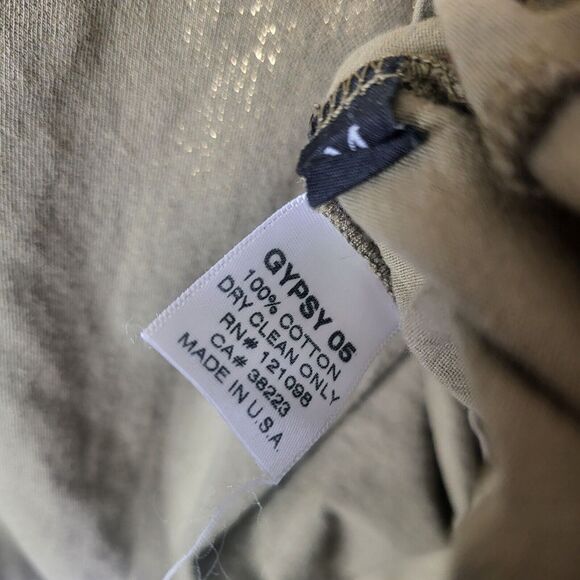 GYPSY 05
100% COTTON
DRY CLEAN ONLY
RN# 121098
CA# 38223
MADE IN U.S.A.